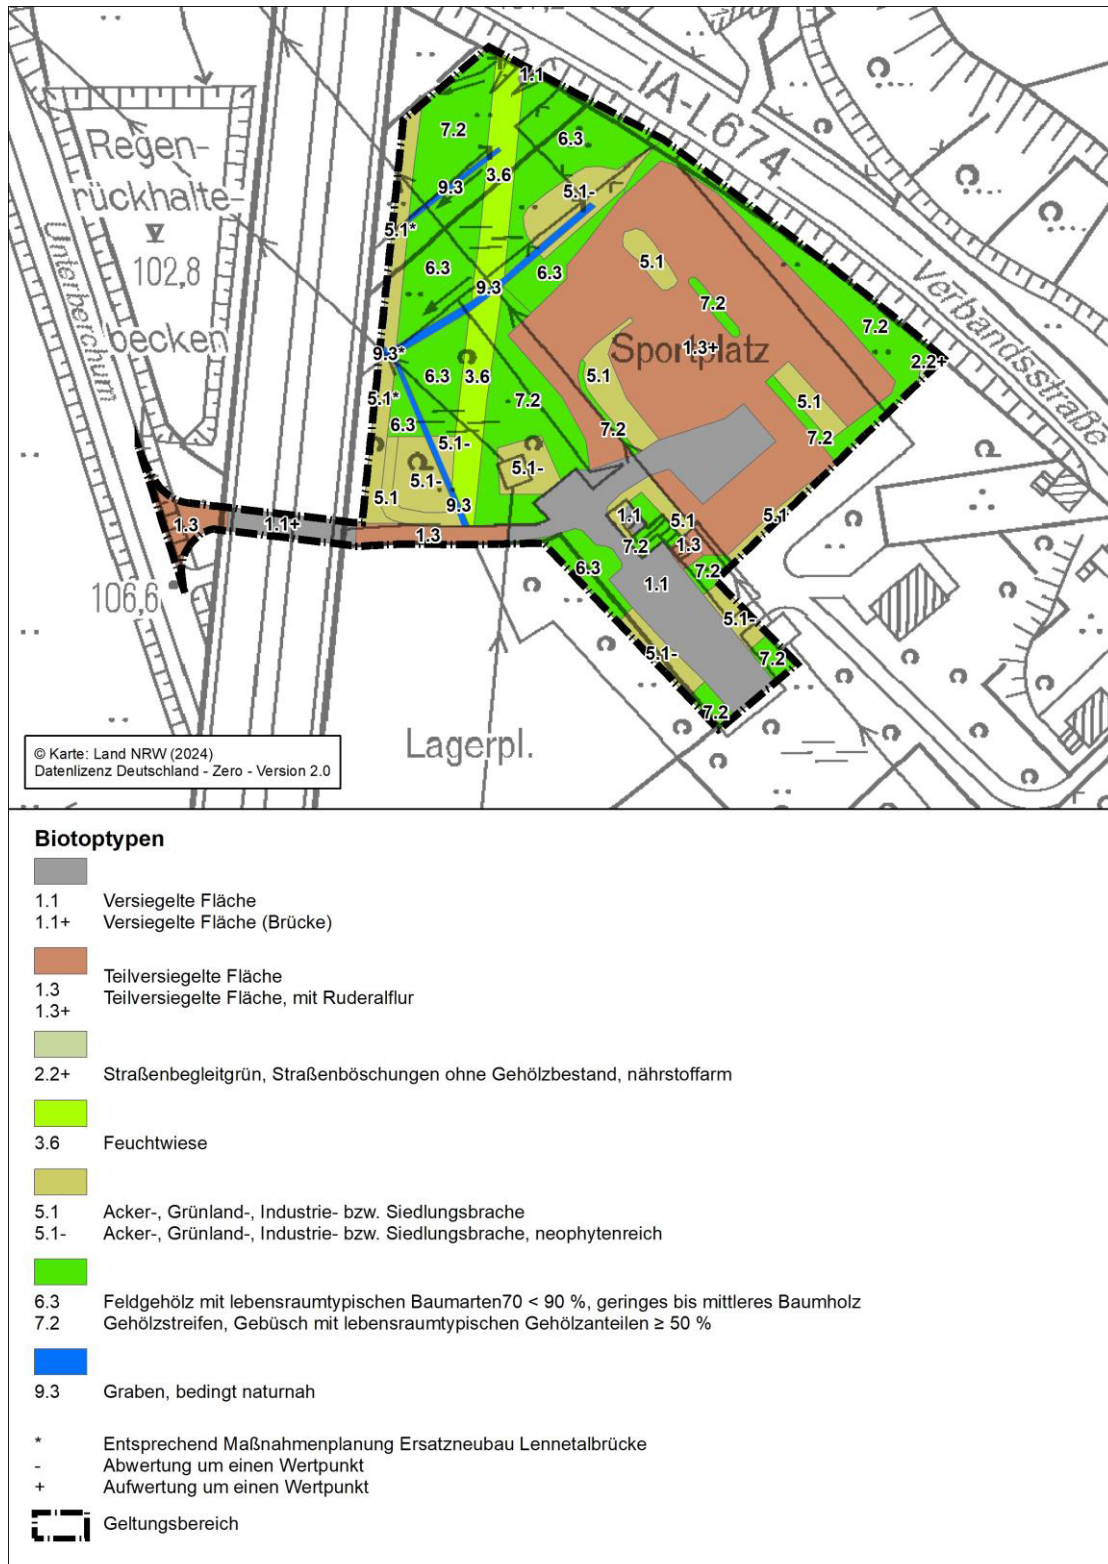 IA-L674
1.1
7.2
6.3
Regen-
rückhalte-
102,8
becken
Unterberchum
9.3
3.6
5.1-
5.1*
6.3
6.3
5.1
9.3
7.2
Verbandsstraße
7.2
1.3+
Sportplatz
2.2+
9.3*
6.3
3.6
5.1
5.1*
7.2
5.1
6.3
7.2
7.2
5.1-
5.1-
5.1-
5.1
9.3
1.3
1.1+
1.3
1.1
5.1
5.1
7.2
1.3
6.3
7.2
1.1
106,6
5.1-
5.1-
7.2
7.2
Lagerpl.
© Karte: Land NRW (2024)
Datenlizenz Deutschland - Zero - Version 2.0
Biotoptypen
1.1 Versiegelte Fläche
1.1+ Versiegelte Fläche (Brücke)
Teilversiegelte Fläche
1.3 Teilversiegelte Fläche, mit Ruderalflur
1.3+
2.2+ Straßenbegleitgrün, Straßenböschungen ohne Gehölzbestand, nährstoffarm
3.6 Feuchtwiese
5.1 Acker-, Grünland-, Industrie- bzw. Siedlungsbrache
5.1- Acker-, Grünland-, Industrie- bzw. Siedlungsbrache, neophytenreich
6.3 Feldgehölz mit lebensraumtypischen Baumarten70 < 90 %, geringes bis mittleres Baumholz
7.2 Gehölzstreifen, Gebüsch mit lebensraumtypischen Gehölzanteilen ≥ 50 %
9.3 Graben, bedingt naturnah
* Entsprechend Maßnahmenplanung Ersatzneubau Lennetalbrücke
- Abwertung um einen Wertpunkt
+ Aufwertung um einen Wertpunkt
Geltungsbereich